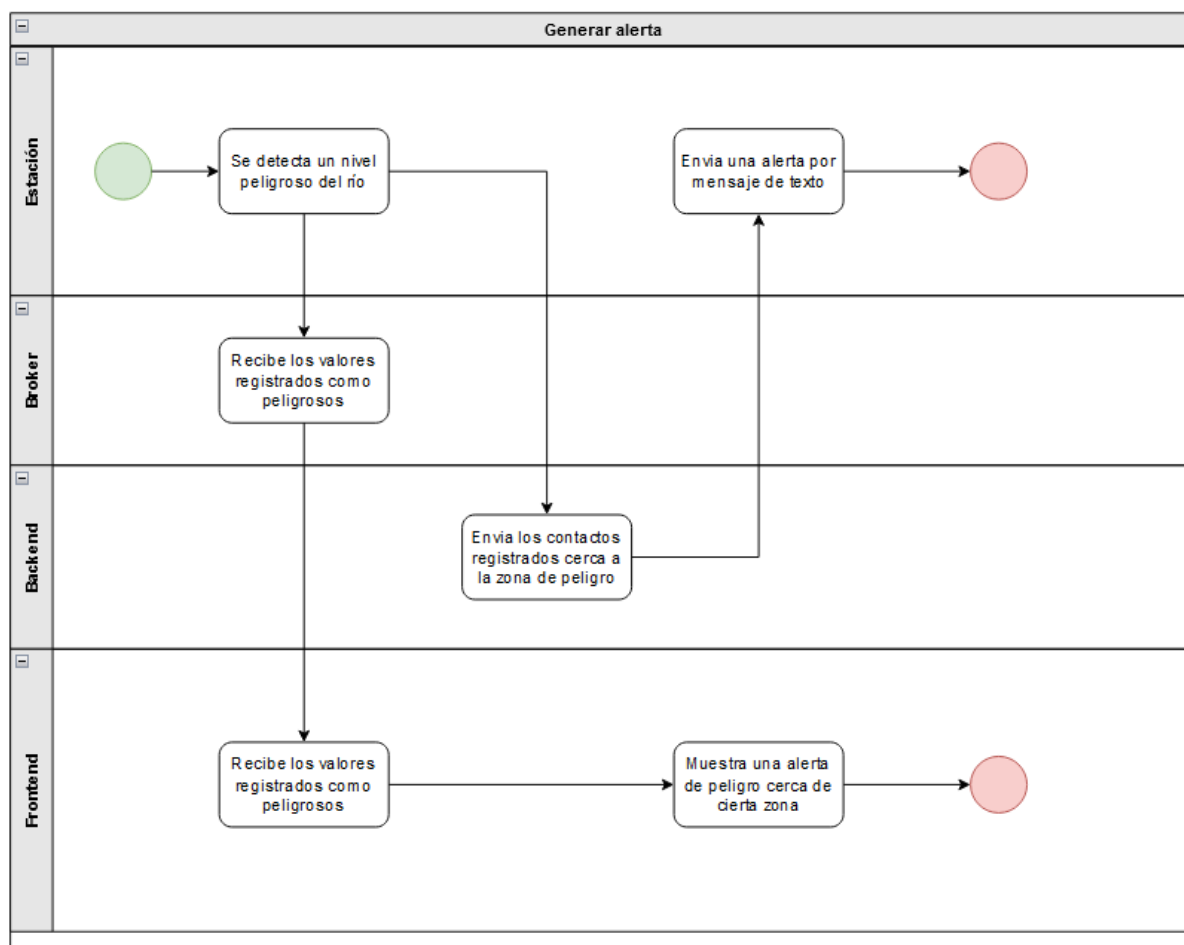 Generar alerta
Estación
Se detecta un nivel
peligroso del río
Envia una alerta por
mensaje de texto
Broker
Recibe los valores
registrados como
peligrosos
Backend
Envia los contactos
registrados cerca a
la zona de peligro
Frontend
Recibe los valores
registrados como
peligrosos
Muestra una alerta
de peligro cerca de
cierta zona